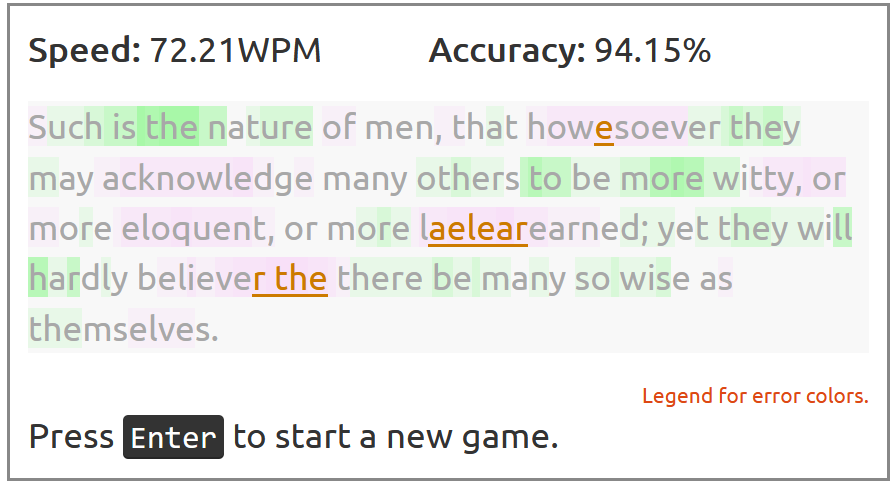 Speed: 72.21WPM Accuracy: 94.15%
Such is the nature of men, that howesoever they
may acknowledge many others to be more witty, or
more eloquent, or more laelearearned; yet they will
hardly believer the there be many so wise as
themselves.
Legend for error colors.
Press Enter to start a new game.